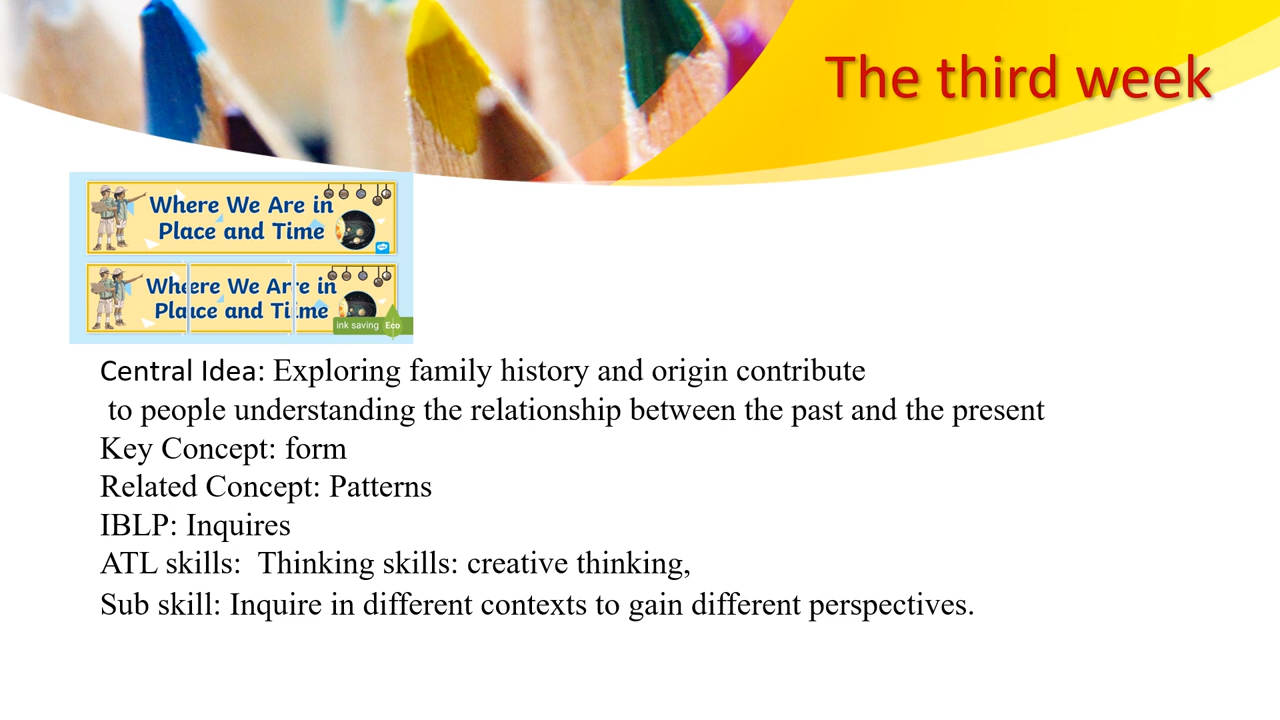 The third week
Where We Are in
Place and Time
Where We Are in
Place and Time
ink saving Eco
Central Idea: Exploring family history and origin contribute
to people understanding the relationship between the past and the present
Key Concept: form
Related Concept: Patterns
IBLP: Inquires
ATL skills:  Thinking skills: creative thinking,
Sub skill: Inquire in different contexts to gain different perspectives.